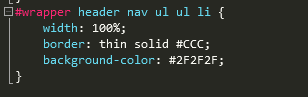 #wrapper header nav ul ul li {
width: 100%;
border: thin solid #CCC;
background-color: #2F2F2F;
}